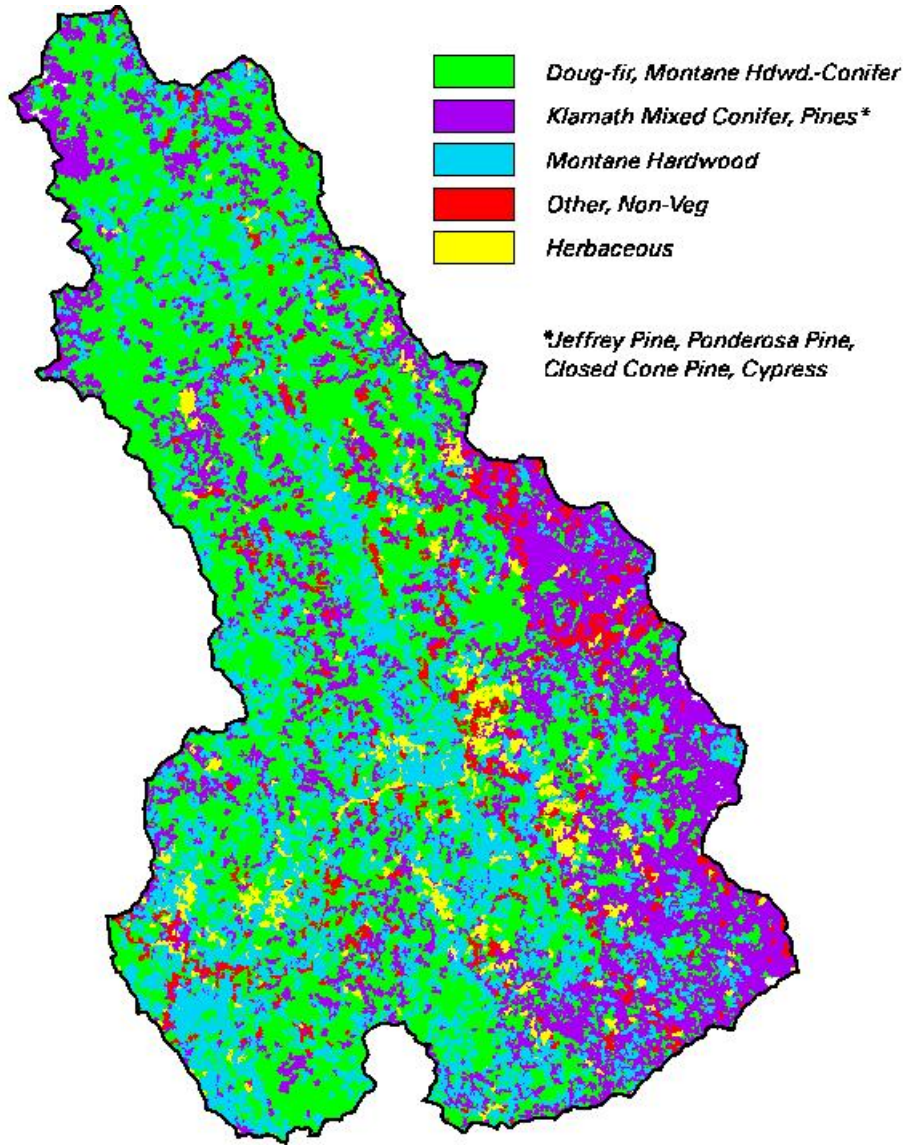 Doug-fir, Montane Hdwd.-Conifer
Klamath Mixed Conifer, Pines*
Montane Hardwood
Other, Non-Veg
Herbaceous
*Jeffrey Pine, Ponderosa Pine,
Closed Cone Pine, Cypress